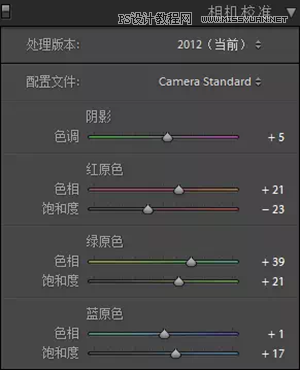 PS设计教程网
www.missyuan.net
相机校准
处理版本: 2012（当前）
配置文件: Camera Standard
阴影
色调 + 5
红原色
色相 + 21
饱和度 − 23
绿原色
色相 + 39
饱和度 + 21
蓝原色
色相 + 1
饱和度 + 17